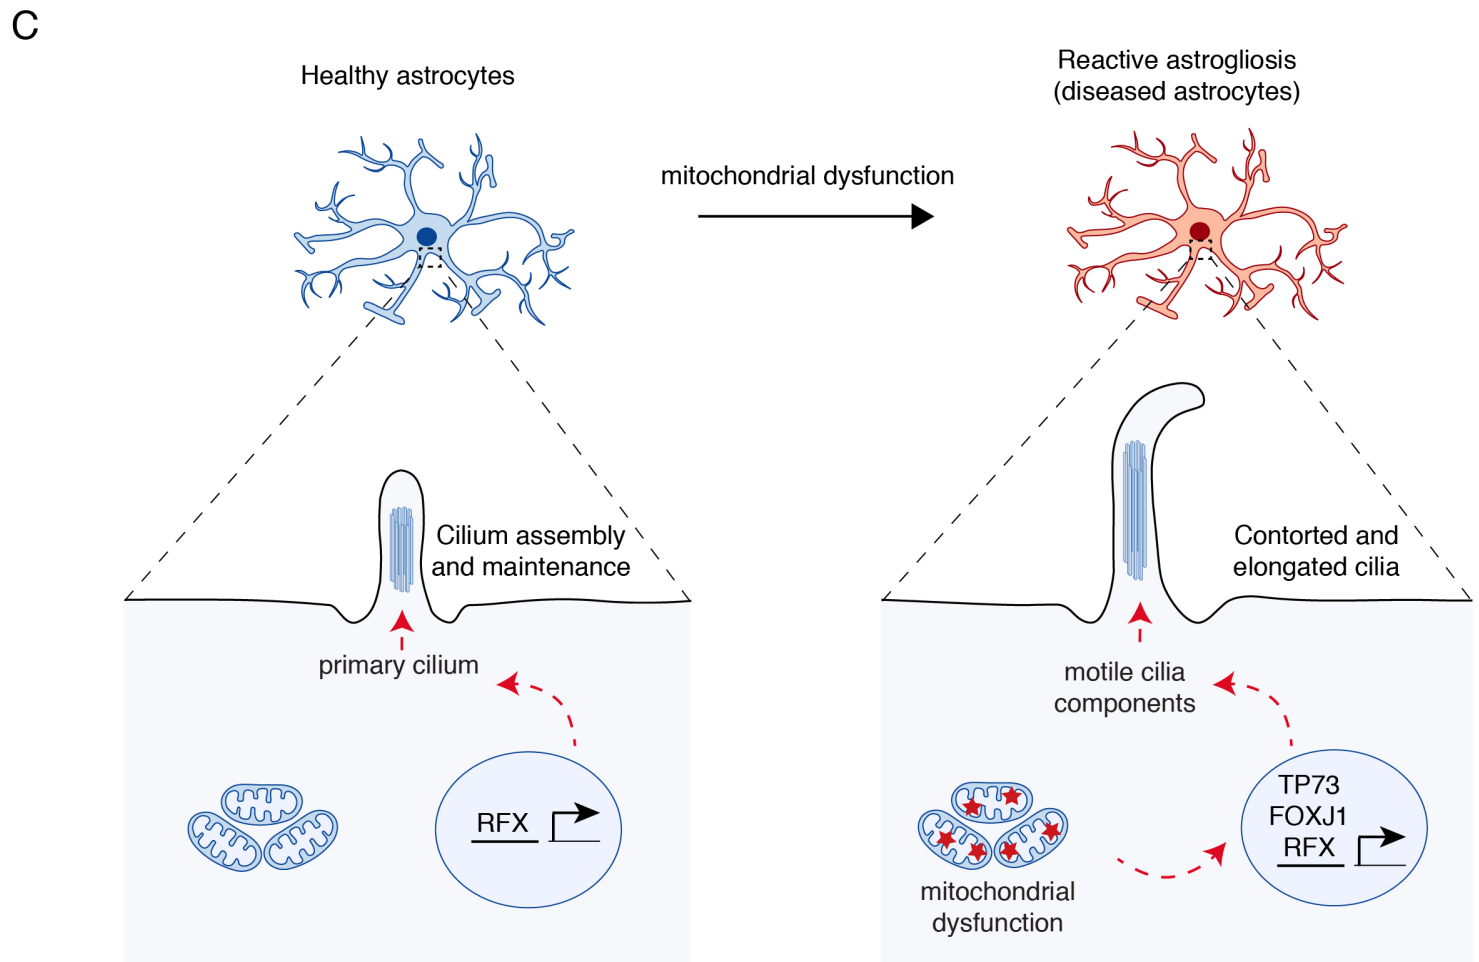 C
Healthy astrocytes
mitochondrial dysfunction
Reactive astrogliosis
(diseased astrocytes)
Cilium assembly
and maintenance
primary cilium
RFX
Contorted and
elongated cilia
motile cilia
components
TP73
FOXJ1
RFX
mitochondrial
dysfunction